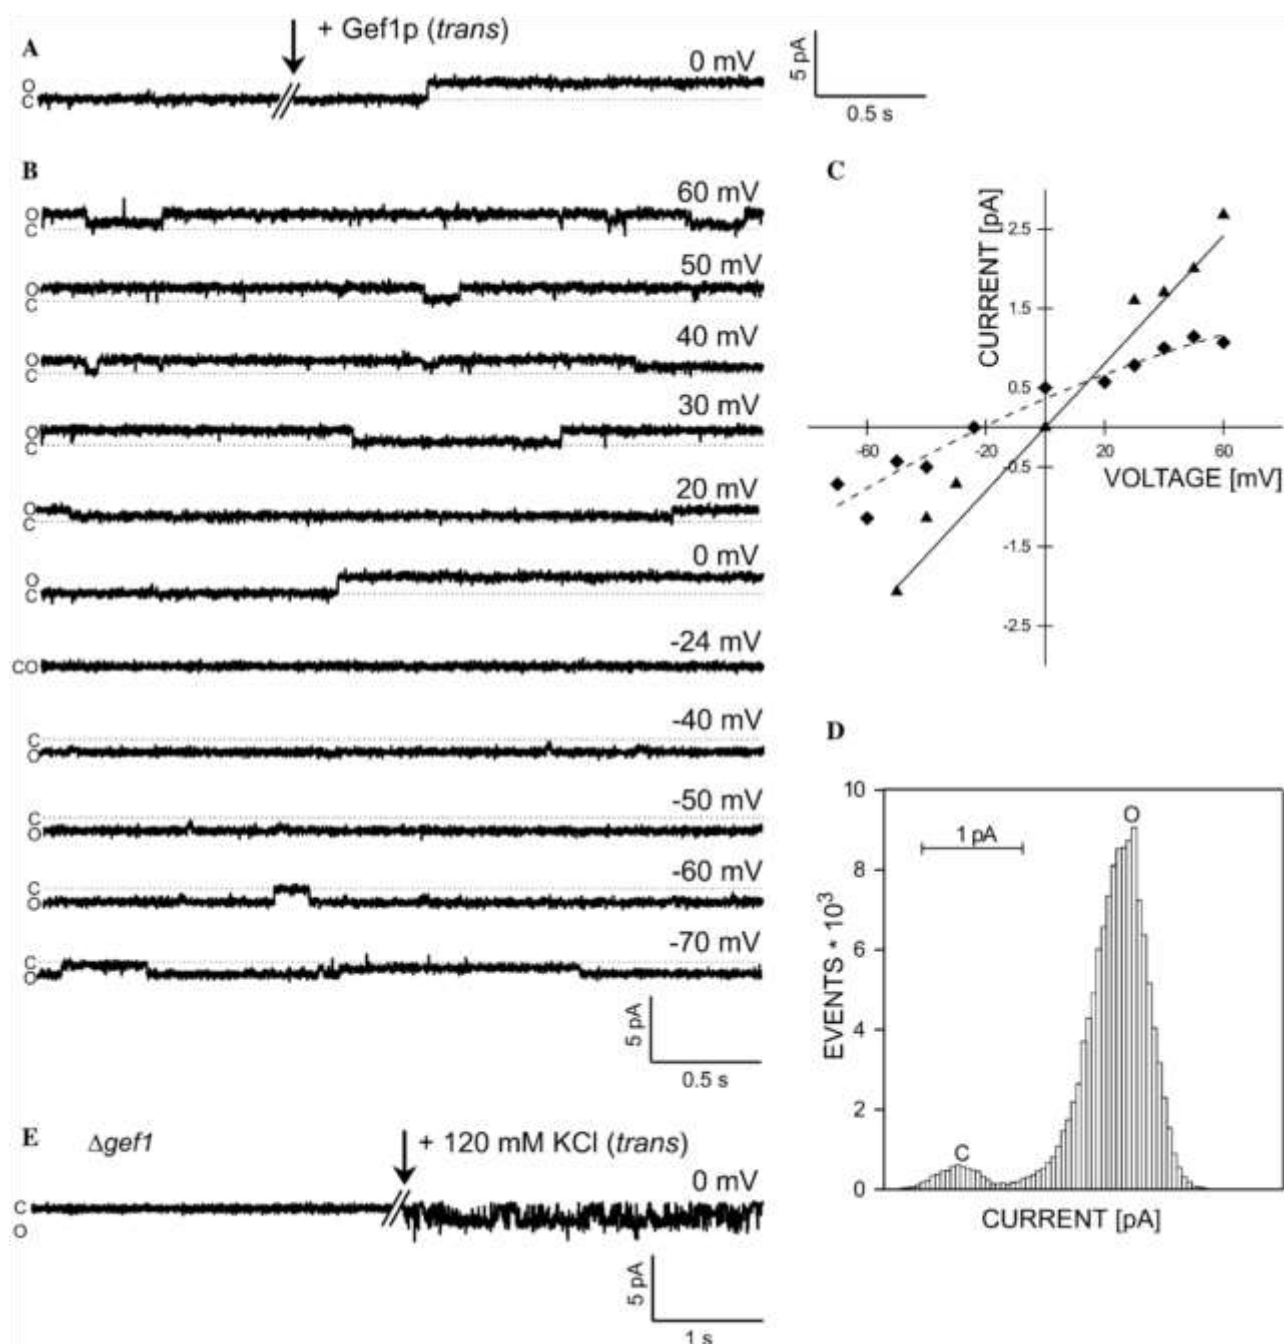 A
+ Gef1p (trans)
0 mV
O
C
5 pA
0.5 s
B
60 mV
O
C
50 mV
O
C
40 mV
O
C
30 mV
O
C
20 mV
O
C
0 mV
O
C
-24 mV
CO
-40 mV
C
O
-50 mV
C
O
-60 mV
C
O
-70 mV
C
O
5 pA
0.5 s
C
CURRENT [pA]
2.5
1.5
0.5
-60
-20
20
60
-0.5
VOLTAGE [mV]
-1.5
-2.5
D
10
8
6
4
2
0
EVENTS * 10³
1 pA
O
C
CURRENT [pA]
E
Δgef1
+ 120 mM KCl (trans)
0 mV
C
O
5 pA
1 s